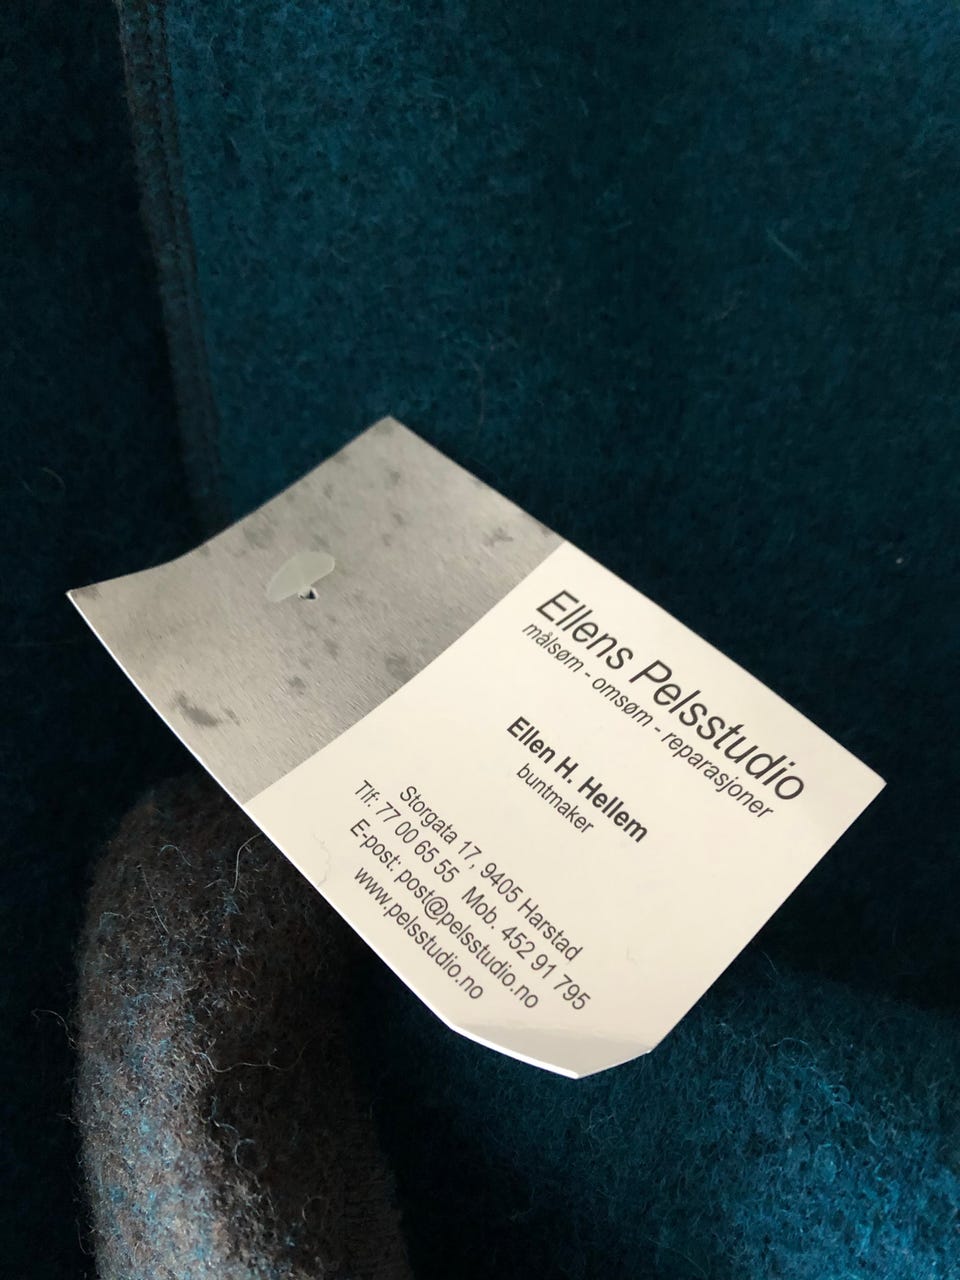 Ellens Pelsstudio
målsøm - omsøm - reparasjoner
Ellen H. Hellem
buntmaker
Storgata 17, 9405 Harstad
Tlf: 77 00 65 55 Mob. 452 91 795
E-post: post@pelsstudio.no
www.pelsstudio.no